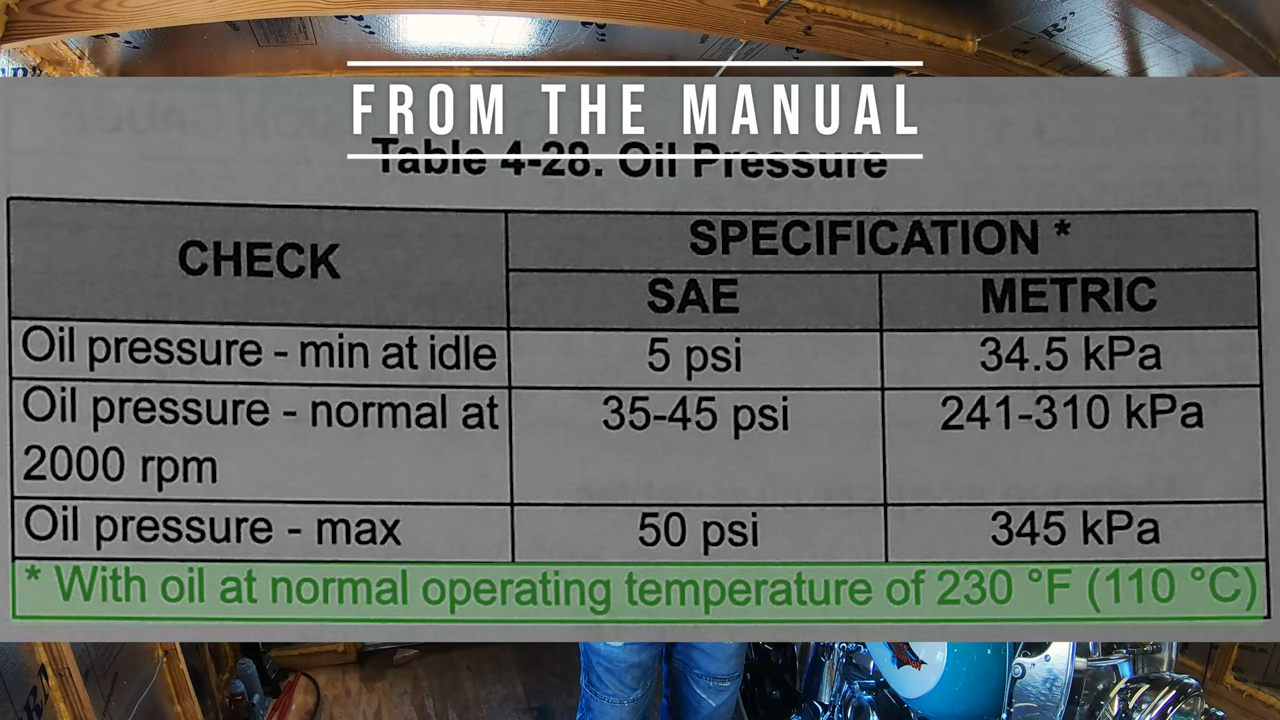 FROM THE MANUAL
Table 4-28. Oil Pressure
CHECK
SPECIFICATION *
SAE
METRIC
Oil pressure - min at idle
5 psi
34.5 kPa
Oil pressure - normal at
2000 rpm
35-45 psi
241-310 kPa
Oil pressure - max
50 psi
345 kPa
* With oil at normal operating temperature of 230 °F (110 °C)